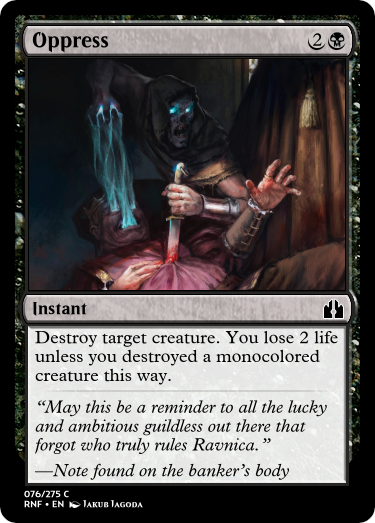 Oppress 2
Instant
Destroy target creature. You lose 2 life
unless you destroyed a monocolored
creature this way.
“May this be a reminder to all the lucky
and ambitious guildless out there that
forgot who truly rules Ravnica.”
—Note found on the banker's body
076/275 C
RNF • EN Jakub Jagoda